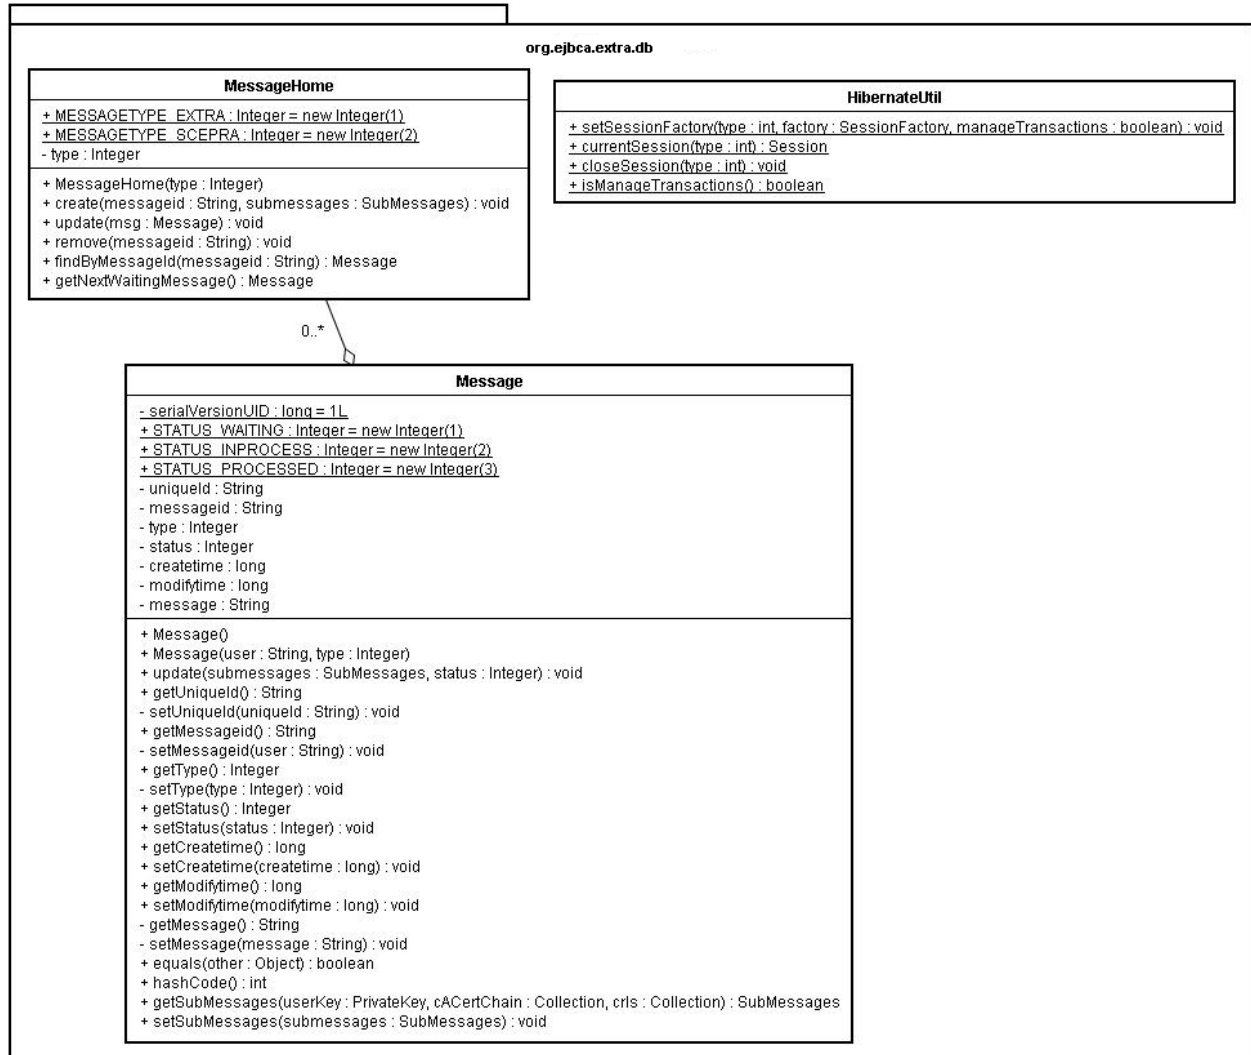 org.ejbca.extra.db
MessageHome
+ MESSAGETYPE_EXTRA : Integer = new Integer(1)
+ MESSAGETYPE_SCEPRA : Integer = new Integer(2)
- type : Integer
+ MessageHome(type : Integer)
+ create(messageid : String, submessages : SubMessages) : void
+ update(msg : Message) : void
+ remove(messageid : String) : void
+ findByMessageId(messageid : String) : Message
+ getNextWaitingMessage() : Message
HibernateUtil
+ setSessionFactory(type : int, factory : SessionFactory, manageTransactions : boolean) : void
+ currentSession(type : int) : Session
+ closeSession(type : int) : void
+ isManageTransactions() : boolean
0..*
Message
- serialVersionUID : long = 1L
+ STATUS_WAITING : Integer = new Integer(1)
+ STATUS_INPROCESS : Integer = new Integer(2)
+ STATUS_PROCESSED : Integer = new Integer(3)
- uniqueId : String
- messageid : String
- type : Integer
- status : Integer
- createtime : long
- modifytime : long
- message : String
+ Message()
+ Message(user : String, type : Integer)
+ update(submessages : SubMessages, status : Integer) : void
+ getUniqueId() : String
- setUniqueId(uniqueId : String) : void
+ getMessageid() : String
- setMessageid(user : String) : void
+ getType() : Integer
- setType(type : Integer) : void
+ getStatus() : Integer
+ setStatus(status : Integer) : void
+ getCreatetime() : long
+ setCreatetime(createtime : long) : void
+ getModifytime() : long
+ setModifytime(modifytime : long) : void
- getMessage() : String
- setMessage(message : String) : void
+ equals(other : Object) : boolean
+ hashCode() : int
+ getSubMessages(userKey : PrivateKey, cACertChain : Collection, crls : Collection) : SubMessages
+ setSubMessages(submessages : SubMessages) : void